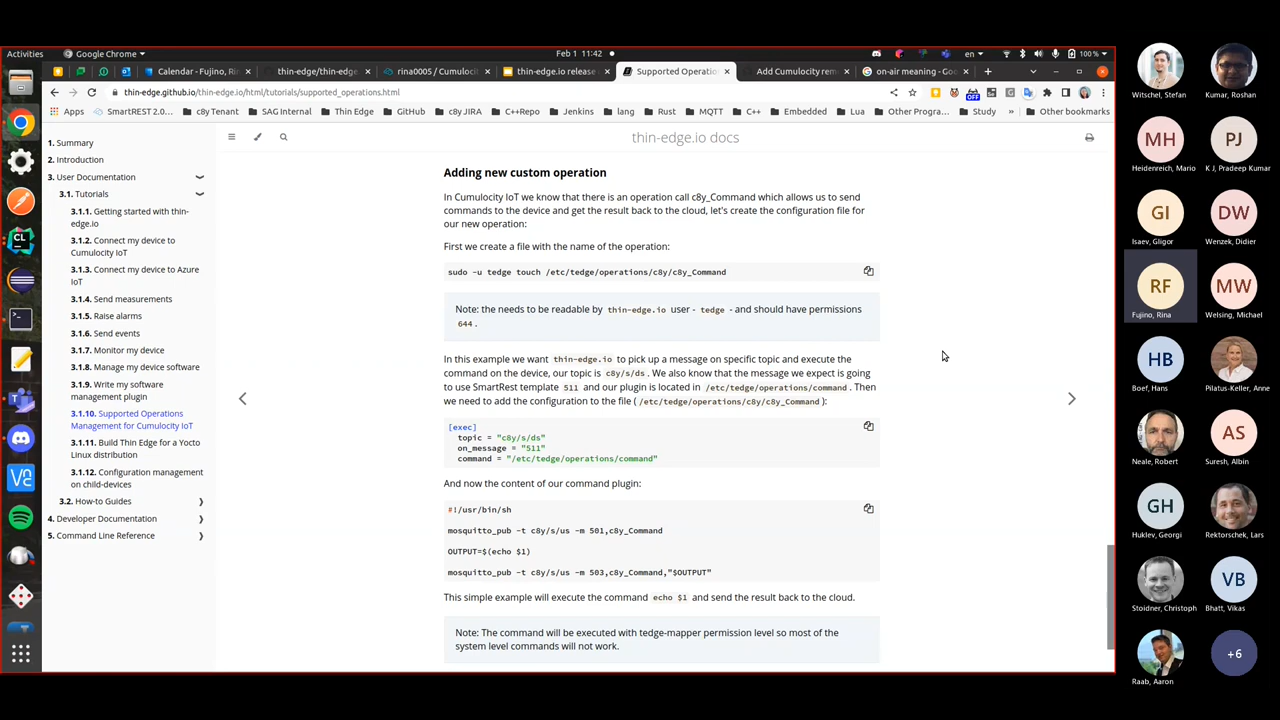 Activities
Google Chrome
Feb 1 11:42
en
100 %
Calendar - Fujino, Rin
thin-edge/thin-edge
rina0005 / Cumuloci
thin-edge.io release
Supported Operatio
Add Cumulocity rem
on-air meaning - Goo
thin-edge.github.io/thin-edge.io/html/tutorials/supported_operations.html
Apps
SmartREST 2.0...
c8y Tenant
SAG Internal
Thin Edge
GitHub
c8y JIRA
C++Repo
lang
Rust
MQTT
C++
Embedded
Other Progra...
Lua
Study
Other bookmarks
1. Summary
2. Introduction
3. User Documentation
3.1. Tutorials
3.1.1. Getting started with thin-
edge.io
3.1.2. Connect my device to
Cumulocity IoT
3.1.3. Connect my device to Azure
IoT
3.1.4. Send measurements
3.1.5. Raise alarms
3.1.6. Send events
3.1.7. Monitor my device
3.1.8. Manage my device software
3.1.9. Write my software
management plugin
3.1.10. Supported Operations
Management for Cumulocity IoT
3.1.11. Build Thin Edge for a Yocto
Linux distribution
3.1.12. Configuration management
on child-devices
3.2. How-to Guides
4. Developer Documentation
5. Command Line Reference
thin-edge.io docs
Adding new custom operation
In Cumulocity IoT we know that there is an operation call c8y_Command which allows us to send
commands to the device and get the result back to the cloud, let's create the configuration file for
our new operation:
First we create a file with the name of the operation:
sudo -u tedge touch /etc/tedge/operations/c8y/c8y_Command
Note: the needs to be readable by thin-edge.io user - tedge - and should have permissions
644 .
In this example we want thin-edge.io to pick up a message on specific topic and execute the
command on the device, our topic is c8y/s/ds . We also know that the message we expect is going
to use SmartRest template 511 and our plugin is located in /etc/tedge/operations/command . Then
we need to add the configuration to the file ( /etc/tedge/operations/c8y/c8y_Command ):
[exec]
topic = "c8y/s/ds"
on_message = "511"
command = "/etc/tedge/operations/command"
And now the content of our command plugin:
#!/usr/bin/sh
mosquitto_pub -t c8y/s/us -m 501,c8y_Command
OUTPUT=$(echo $1)
mosquitto_pub -t c8y/s/us -m 503,c8y_Command,"$OUTPUT"
This simple example will execute the command echo $1 and send the result back to the cloud.
Note: The command will be executed with tedge-mapper permission level so most of the
system level commands will not work.
Witschel, Stefan
Kumar, Roshan
MH
Heidenreich, Mario
PJ
K J, Pradeep Kumar
GI
Isaev, Gligor
DW
Wenzek, Didier
RF
Fujino, Rina
MW
Welsing, Michael
HB
Boef, Hans
Pilatus-Keller, Anne
Neale, Robert
AS
Suresh, Albin
GH
Huklev, Georgi
Rektorschek, Lars
Stoidner, Christoph
VB
Bhatt, Vikas
Raab, Aaron
+6